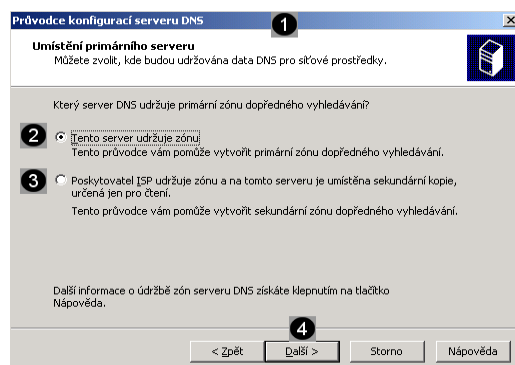 Průvodce konfigurací serveru DNS
1
Umístění primárního serveru
Můžete zvolit, kde budou udržována data DNS pro síťové prostředky.
Který server DNS udržuje primární zónu dopředného vyhledávání?
2 Tento server udržuje zónu
Tento průvodce vám pomůže vytvořit primární zónu dopředného vyhledávání.
3 Poskytovatel ISP udržuje zónu a na tomto serveru je umístěna sekundární kopie,
určená jen pro čtení.
Tento průvodce vám pomůže vytvořit sekundární zónu dopředného vyhledávání.
Další informace o údržbě zón serveru DNS získáte klepnutím na tlačítko
Nápověda.
4
< Zpět Další > Storno Nápověda